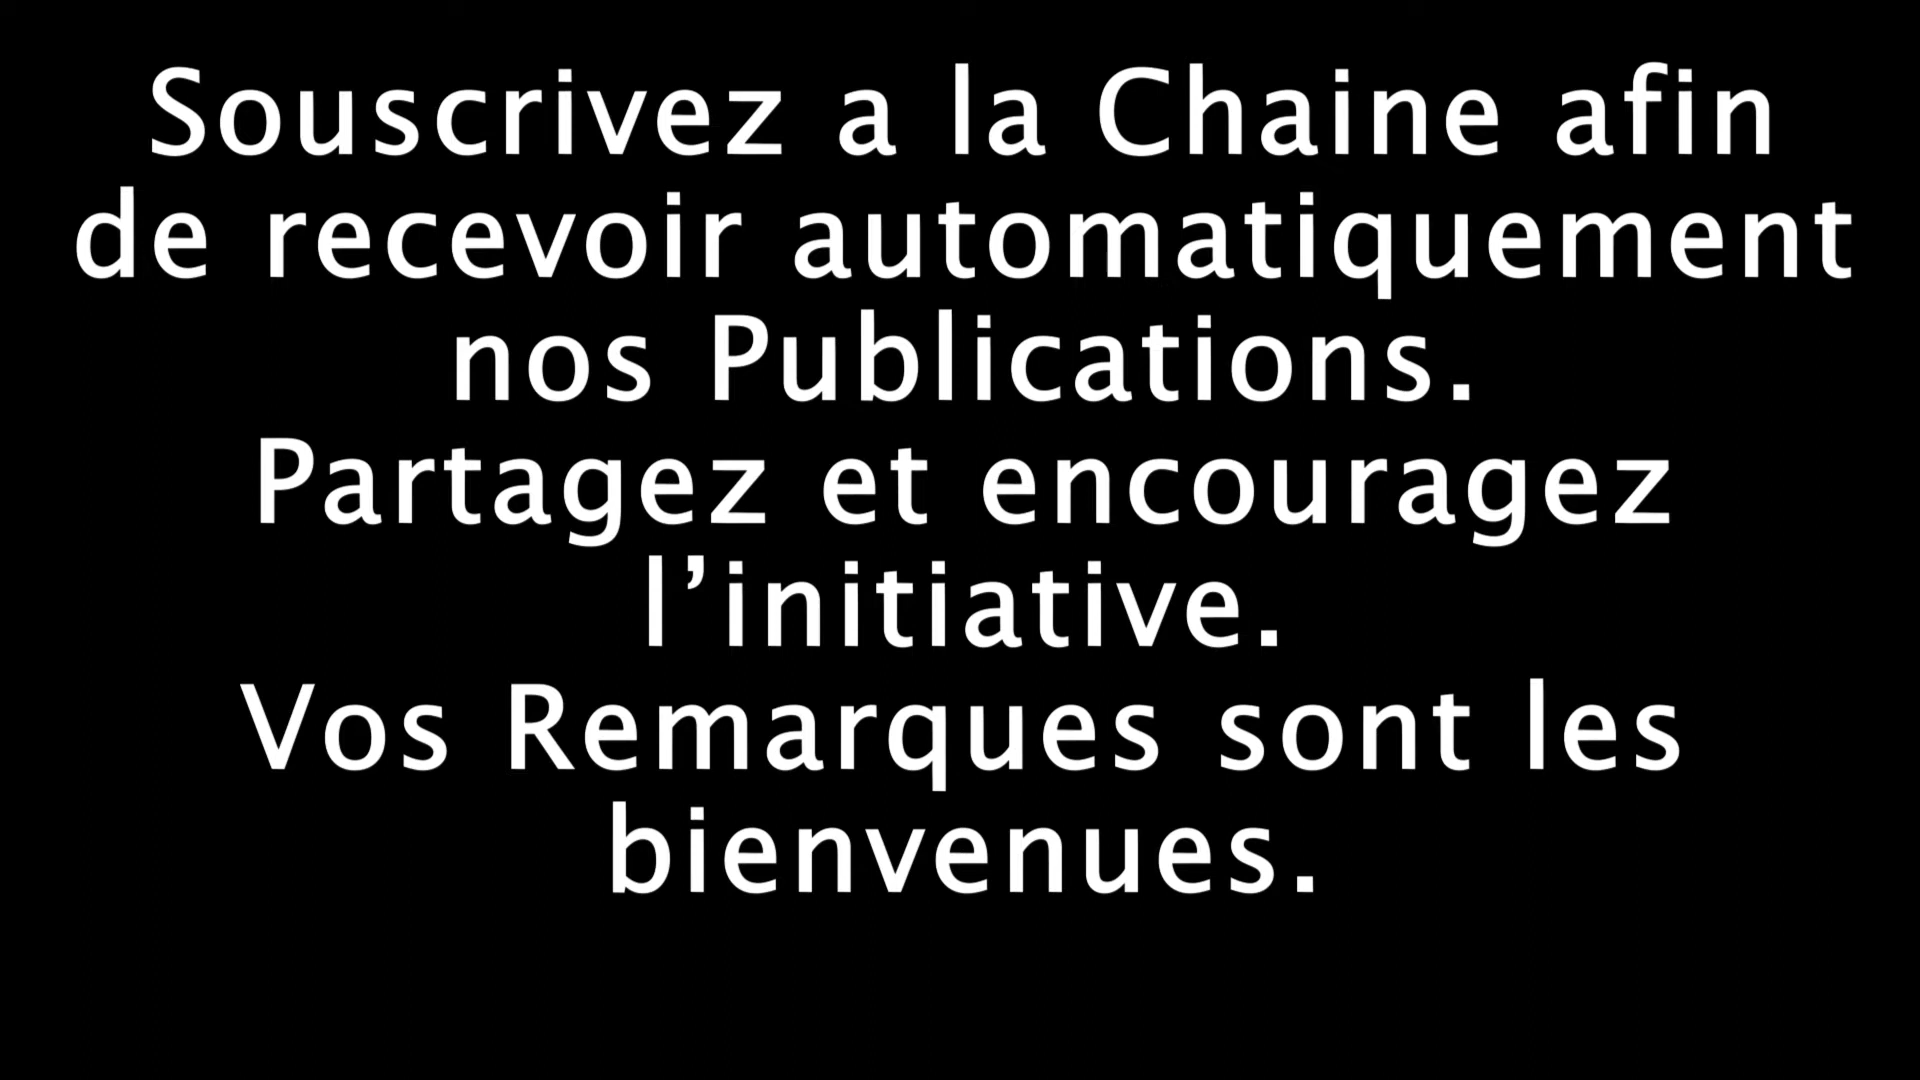 Souscrivez a la Chaine afin
de recevoir automatiquement
nos Publications.
Partagez et encouragez
l’initiative.
Vos Remarques sont les
bienvenues.